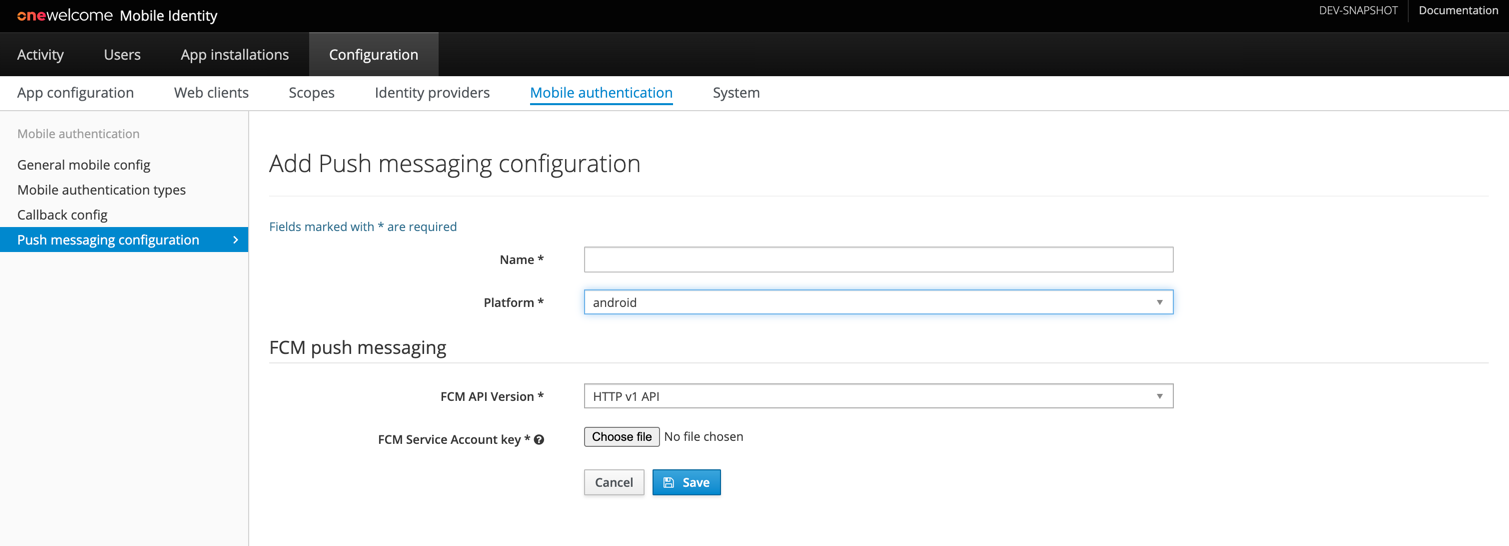 onewelcome Mobile Identity
DEV-SNAPSHOT Documentation
Activity Users App installations Configuration
App configuration Web clients Scopes Identity providers Mobile authentication System
Mobile authentication
General mobile config
Mobile authentication types
Callback config
Push messaging configuration
Add Push messaging configuration
Fields marked with * are required
Name *
Platform * android
FCM push messaging
FCM API Version * HTTP v1 API
FCM Service Account key * ? Choose file No file chosen
Cancel Save